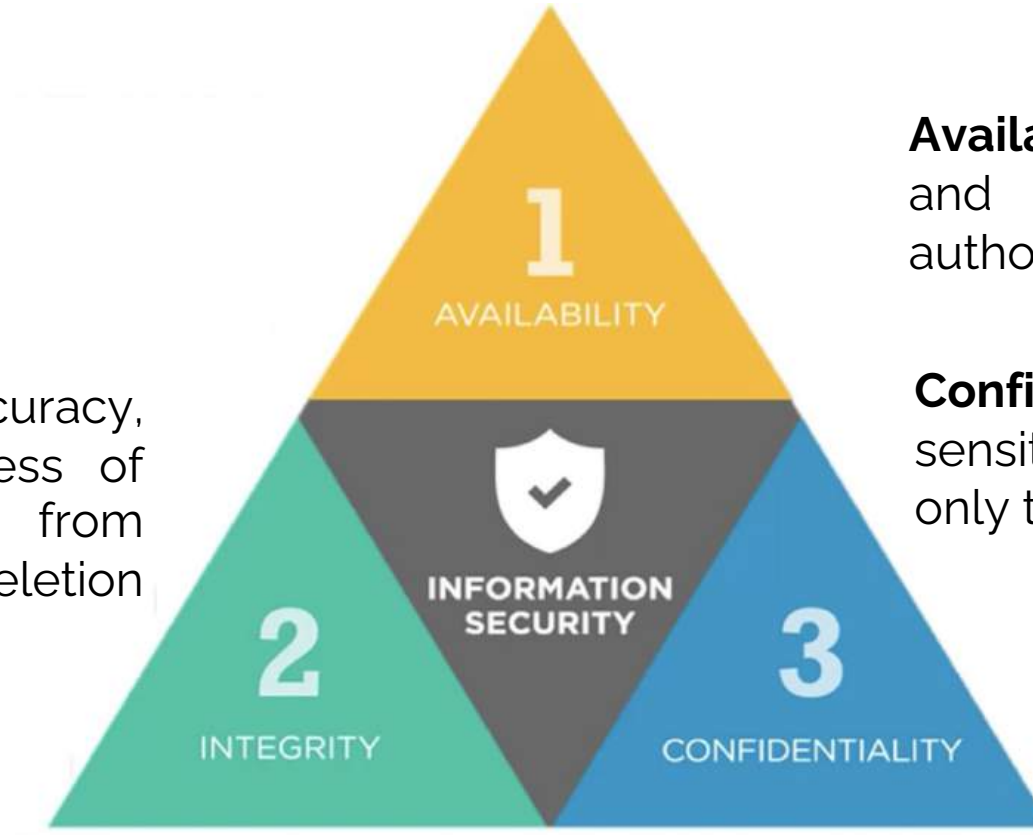 1
AVAILABILITY
INFORMATION
SECURITY
2
INTEGRITY
3
CONFIDENTIALITY
curacy,
ess of
from
eletion
Availa
and
autho
Confi
sensit
only t